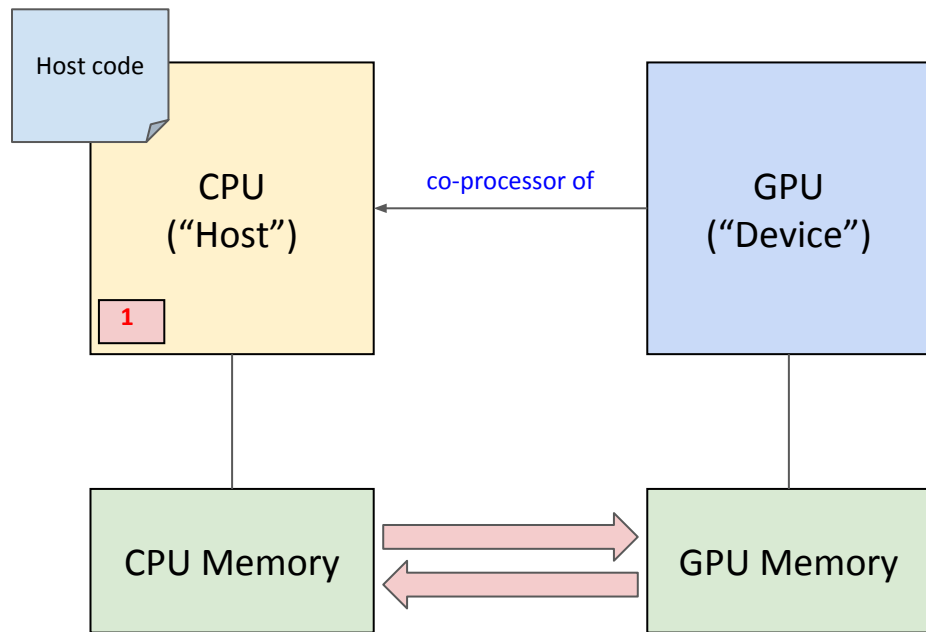 Host code
CPU
(“Host”)
co-processor of
GPU
(“Device”)
1
CPU Memory
GPU Memory